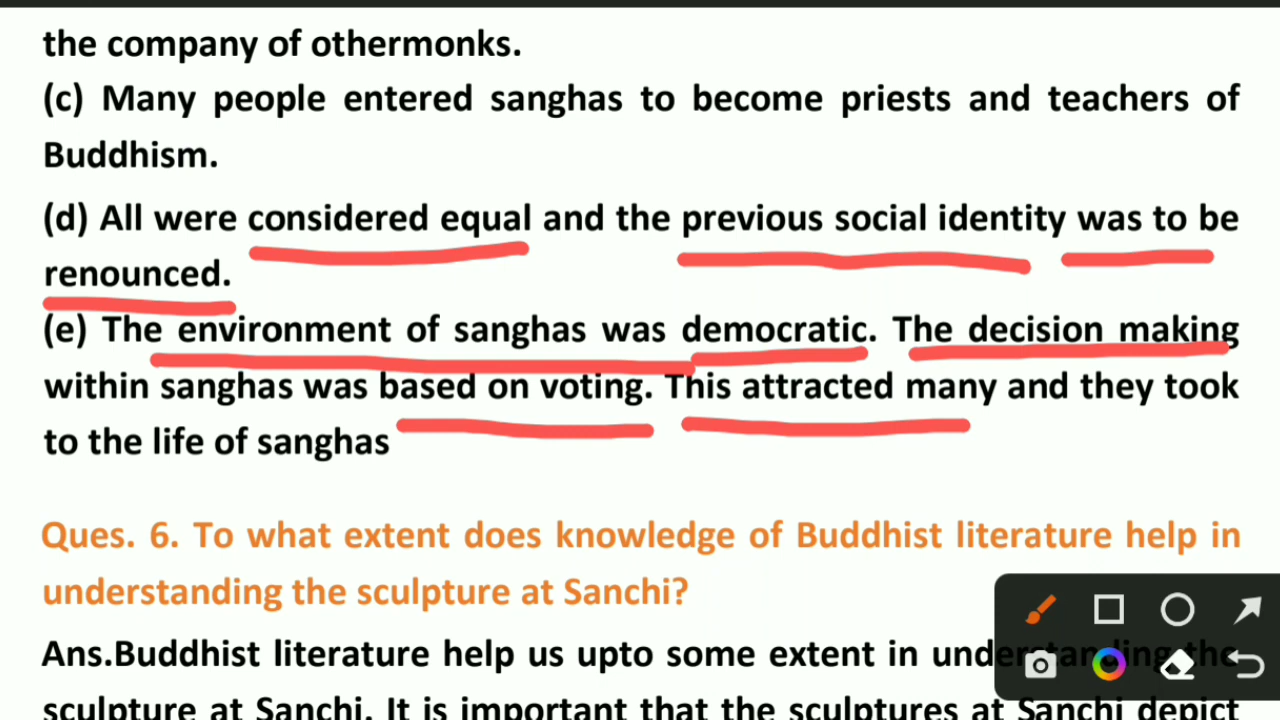 the company of othermonks.
(c) Many people entered sanghas to become priests and teachers of
Buddhism.
(d) All were considered equal and the previous social identity was to be
renounced.
(e) The environment of sanghas was democratic. The decision making
within sanghas was based on voting. This attracted many and they took
to the life of sanghas
Ques. 6. To what extent does knowledge of Buddhist literature help in
understanding the sculpture at Sanchi?
Ans.Buddhist literature help us upto some extent in understanding the
sculpture at Sanchi. It is important that the sculptures at Sanchi depict